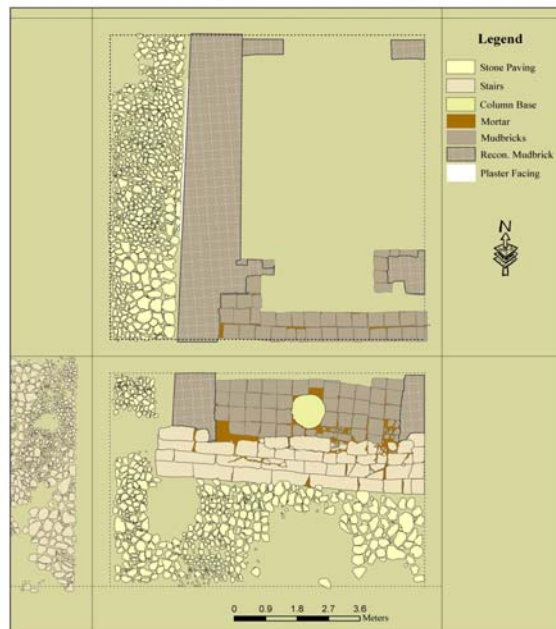 Legend
Stone Paving
Stairs
Column Base
Mortar
Mudbricks
Recon. Mudbrick
Plaster Facing
N
0 0.9 1.8 2.7 3.6
Meters